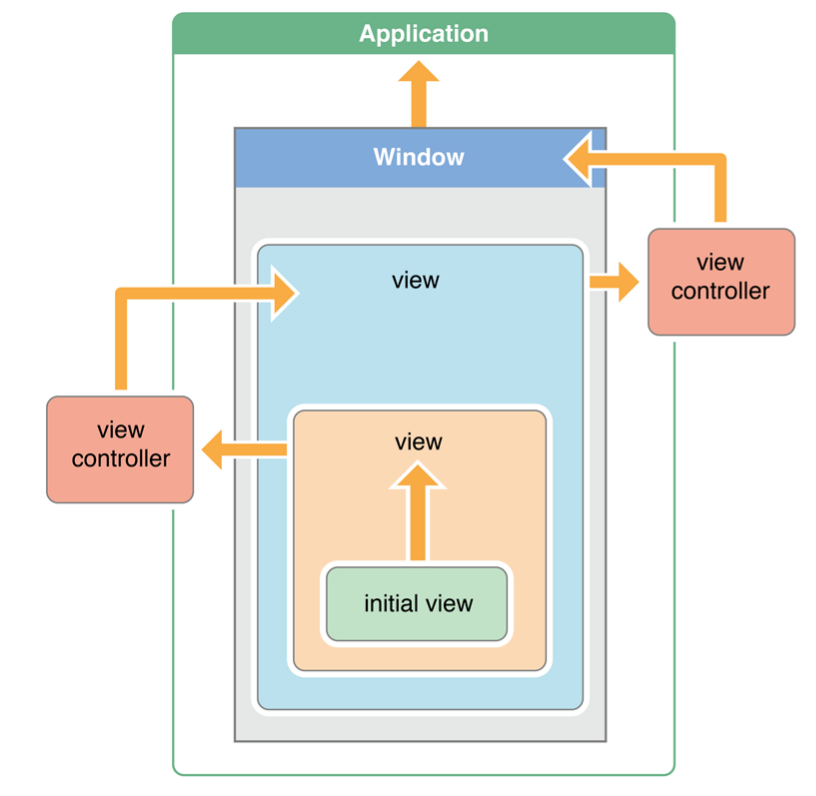 Application
Window
view
controller
view
view
controller
view
initial view